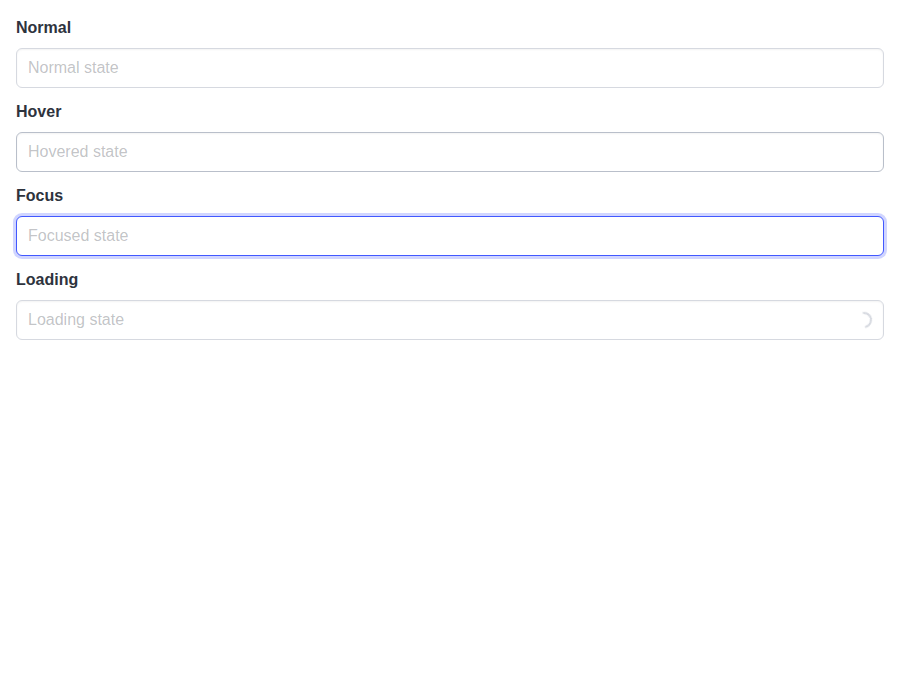 Normal
Normal state
Hover
Hovered state
Focus
Focused state
Loading
Loading state